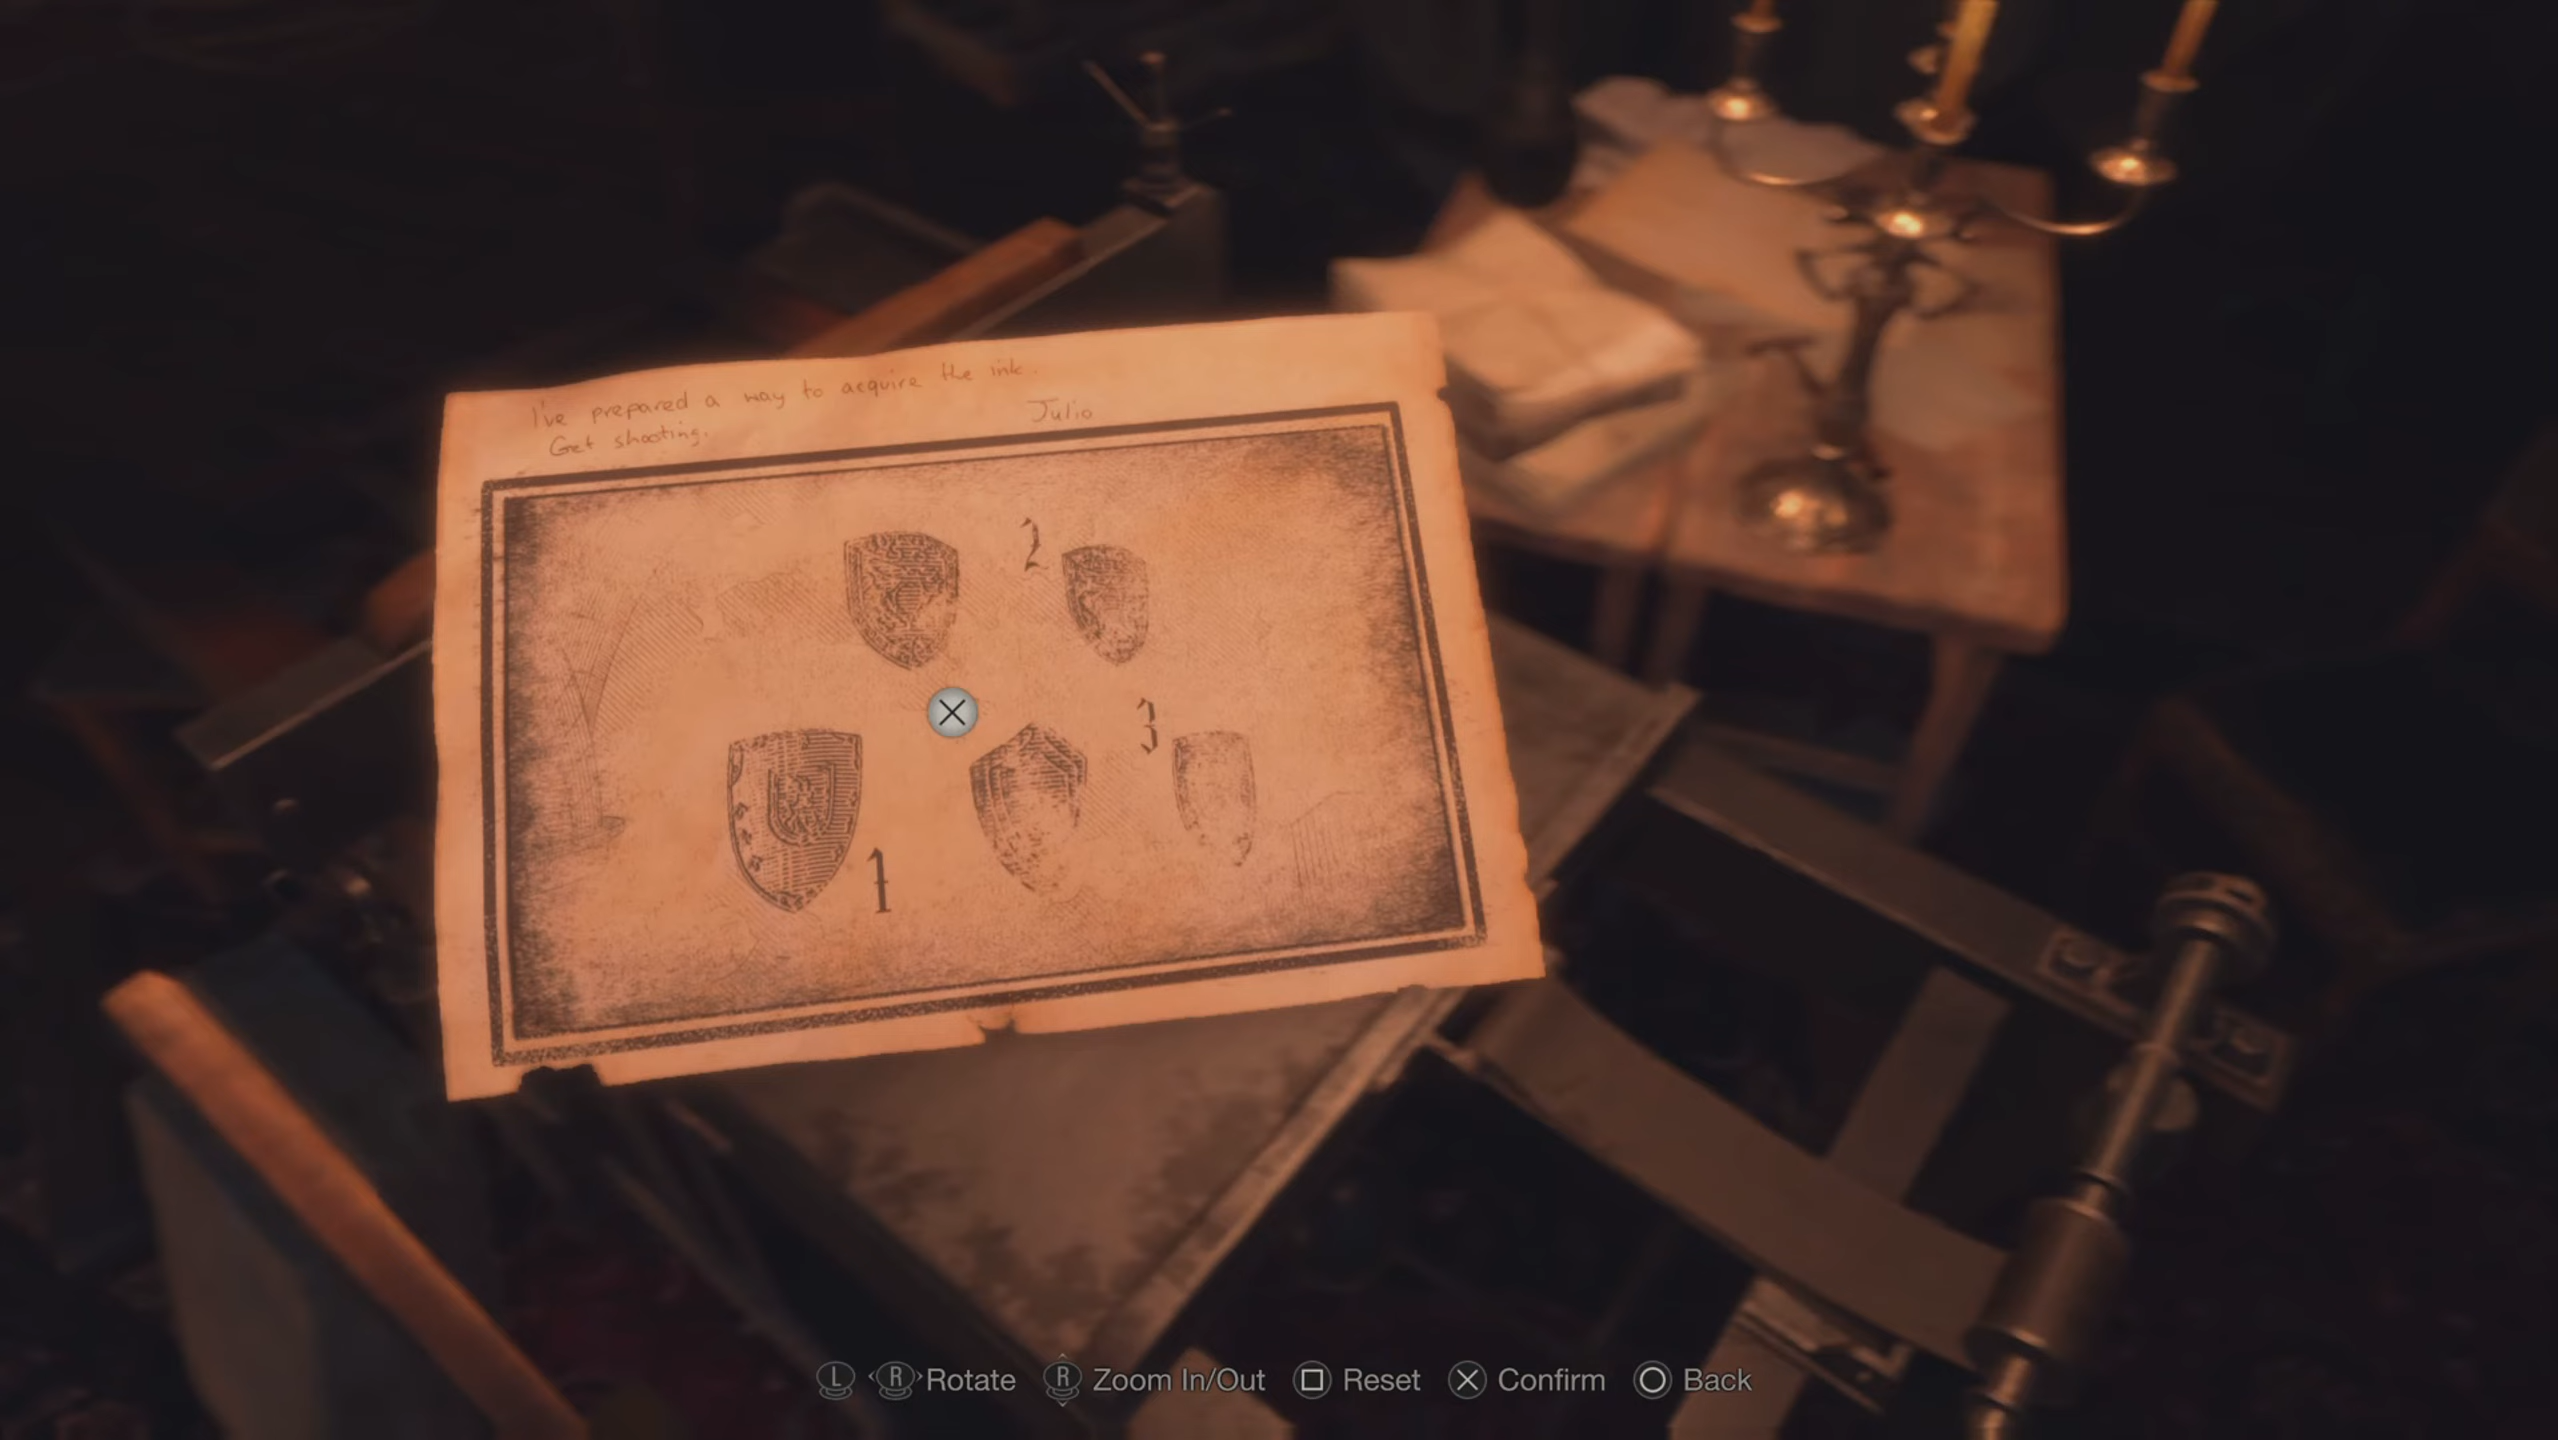 I've prepared a way to acquire the ink.
Get shooting.
Julio
2
3
1
L R Rotate R Zoom In/Out Reset Confirm Back